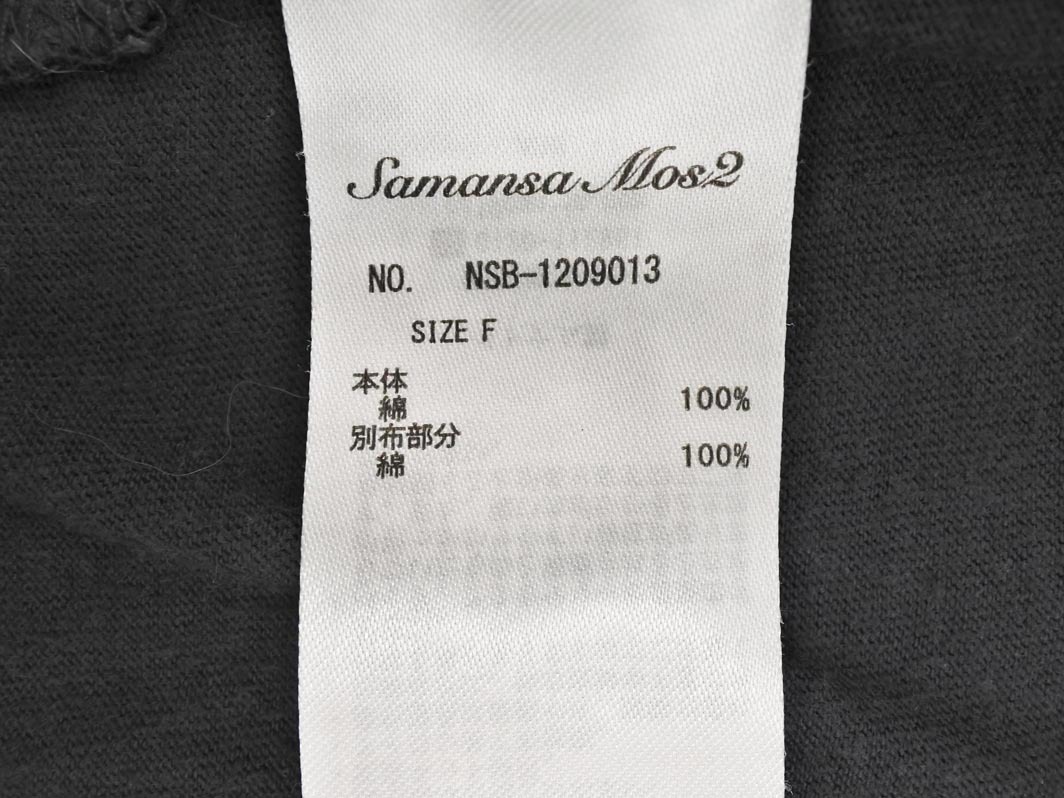 Samansa Mos2
NO. NSB-1209013
SIZE F
本体
綿 100%
別布部分
綿 100%